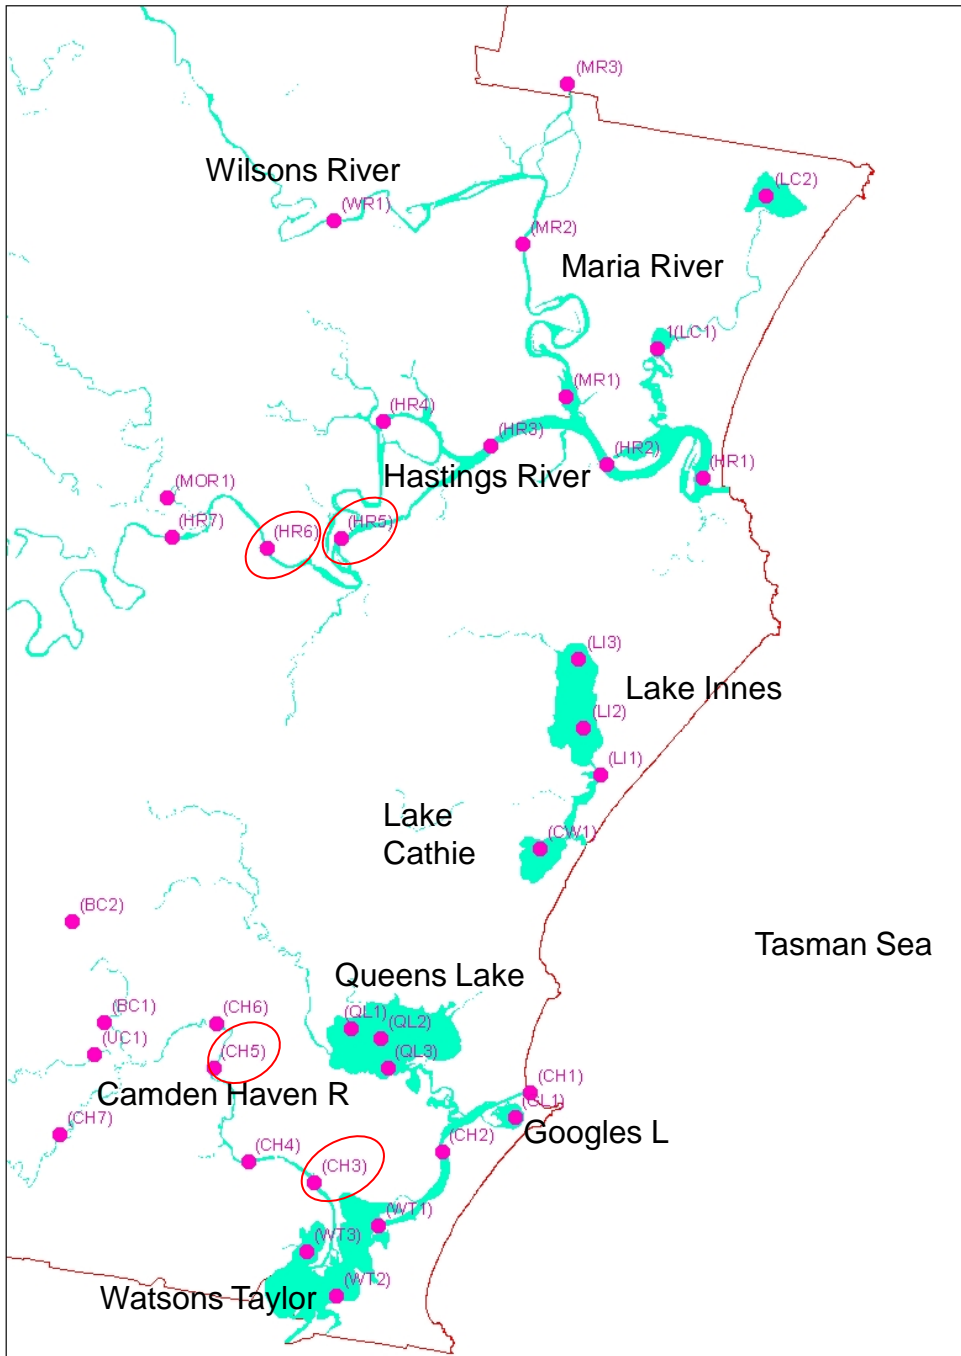 (MR3)
Wilsons River
(LC2)
(WR1)
(MR2)
Maria River
1(LC1)
(MR1)
(HR4)
(HR3)
(HR2)
Hastings River
(HR1)
(MOR1)
(HR7)
(HR6)
(HR5)
(LI3)
Lake Innes
(LI2)
(LI1)
Lake
Cathie
(CW1)
(BC2)
Tasman Sea
Queens Lake
(BC1)
(CH6)
(QL1)
(QL2)
(UC1)
(CH5)
(QL3)
Camden Haven R
(CH1)
(GL1)
(CH7)
Googles L
(CH4)
(CH2)
(CH3)
(WT1)
(WT3)
(WT2)
Watsons Taylor